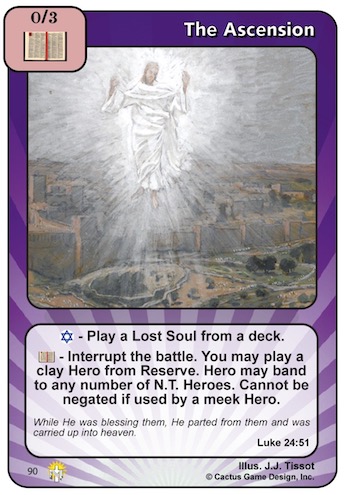 0/3
The Ascension
- Play a Lost Soul from a deck.
- Interrupt the battle. You may play a
clay Hero from Reserve. Hero may band
to any number of N.T. Heroes. Cannot be
negated if used by a meek Hero.
While He was blessing them, He parted from them and was
carried up into heaven.
Luke 24:51
Illus. J.J. Tissot
90
© Cactus Game Design, Inc.